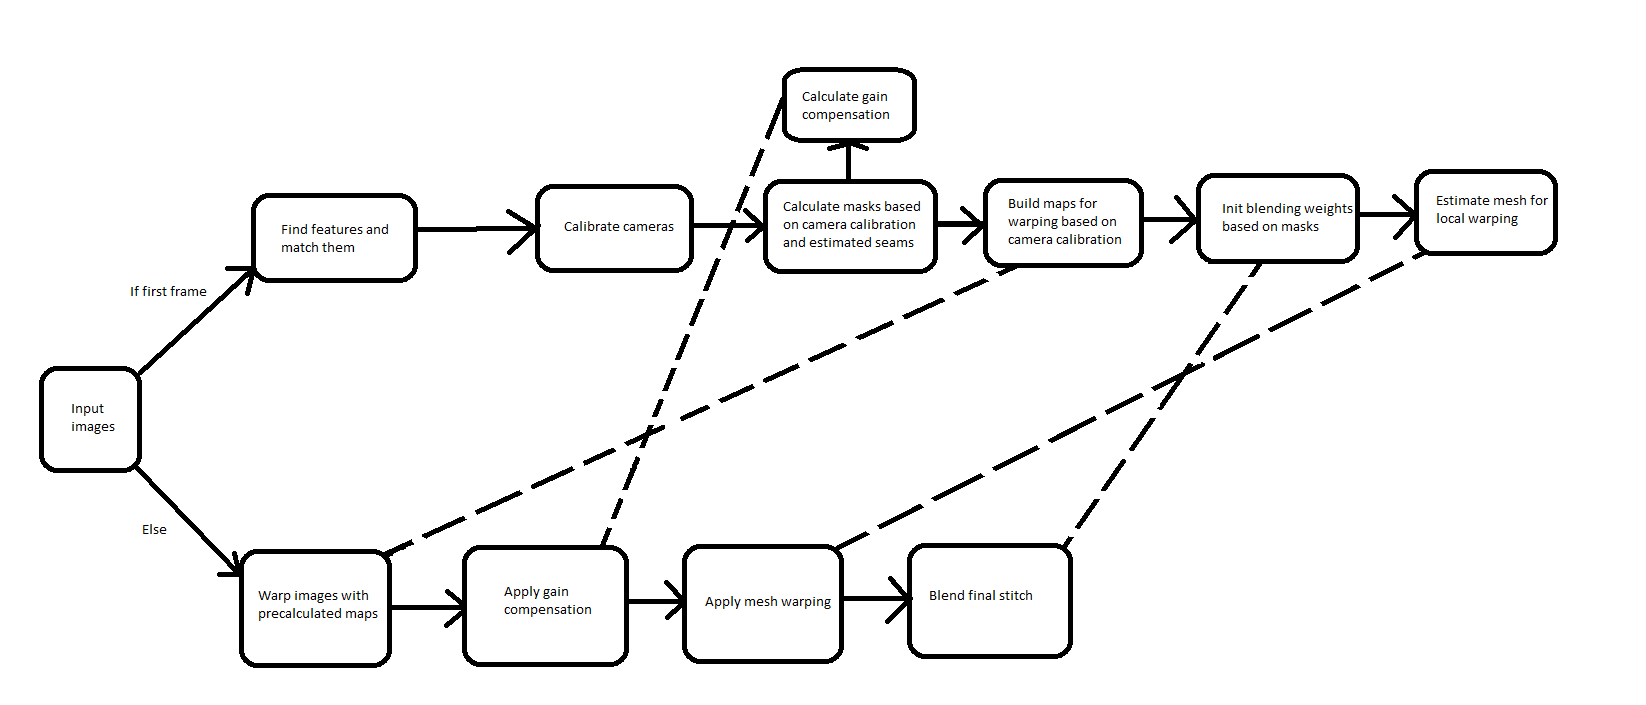 Calculate gain
compensation
Find features and
match them
Calibrate cameras
Calculate masks based
on camera calibration
and estimated seams
Build maps for
warping based on
camera calibration
Init blending weights
based on masks
Estimate mesh for
local warping
If first frame
Input
images
Else
Warp images with
precalculated maps
Apply gain
compensation
Apply mesh warping
Blend final stitch